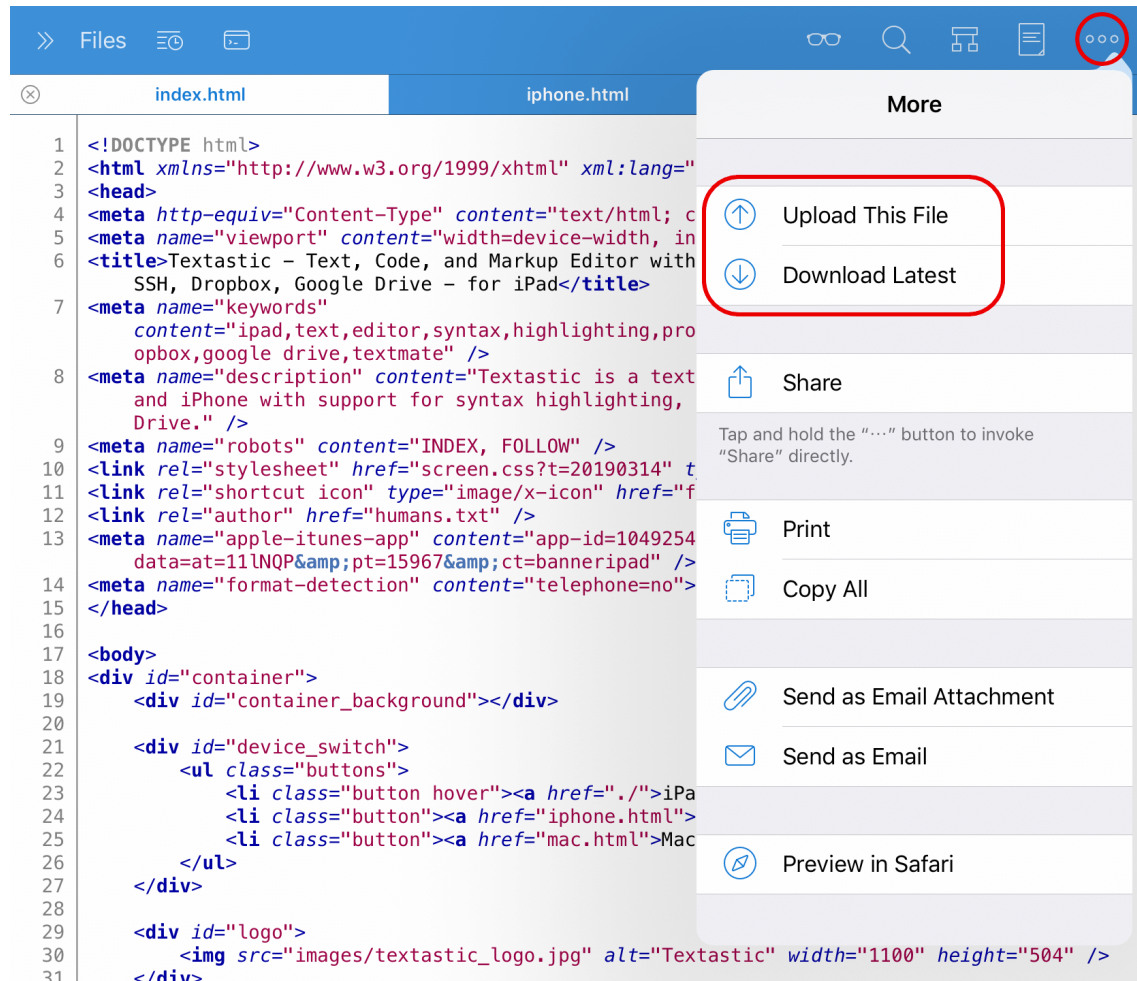 Files
index.html
iphone.html
More
1 <!DOCTYPE html>
2 <html xmlns="http://www.w3.org/1999/xhtml" xml:lang="
3 <head>
4 <meta http-equiv="Content-Type" content="text/html; c
5 <meta name="viewport" content="width=device-width, in
6 <title>Textastic – Text, Code, and Markup Editor with
SSH, Dropbox, Google Drive – for iPad</title>
7 <meta name="keywords"
content="ipad,text,editor,syntax,highlighting,pro
opbox,google drive,textmate" />
8 <meta name="description" content="Textastic is a text
and iPhone with support for syntax highlighting,
Drive." />
9 <meta name="robots" content="INDEX, FOLLOW" />
10 <link rel="stylesheet" href="screen.css?t=20190314" t
11 <link rel="shortcut icon" type="image/x-icon" href="f
12 <link rel="author" href="humans.txt" />
13 <meta name="apple-itunes-app" content="app-id=1049254
data=at=11lNQP&amp;pt=15967&amp;ct=banneripad" />
14 <meta name="format-detection" content="telephone=no">
15 </head>
16
17 <body>
18 <div id="container">
19 <div id="container_background"></div>
20
21 <div id="device_switch">
22 <ul class="buttons">
23 <li class="button hover"><a href="./">iPa
24 <li class="button"><a href="iphone.html">
25 <li class="button"><a href="mac.html">Mac
26 </ul>
27 </div>
28
29 <div id="logo">
30 <img src="images/textastic_logo.jpg" alt="Textastic" width="1100" height="504" />
31 </div>
Upload This File
Download Latest
Share
Tap and hold the “···” button to invoke
“Share” directly.
Print
Copy All
Send as Email Attachment
Send as Email
Preview in Safari